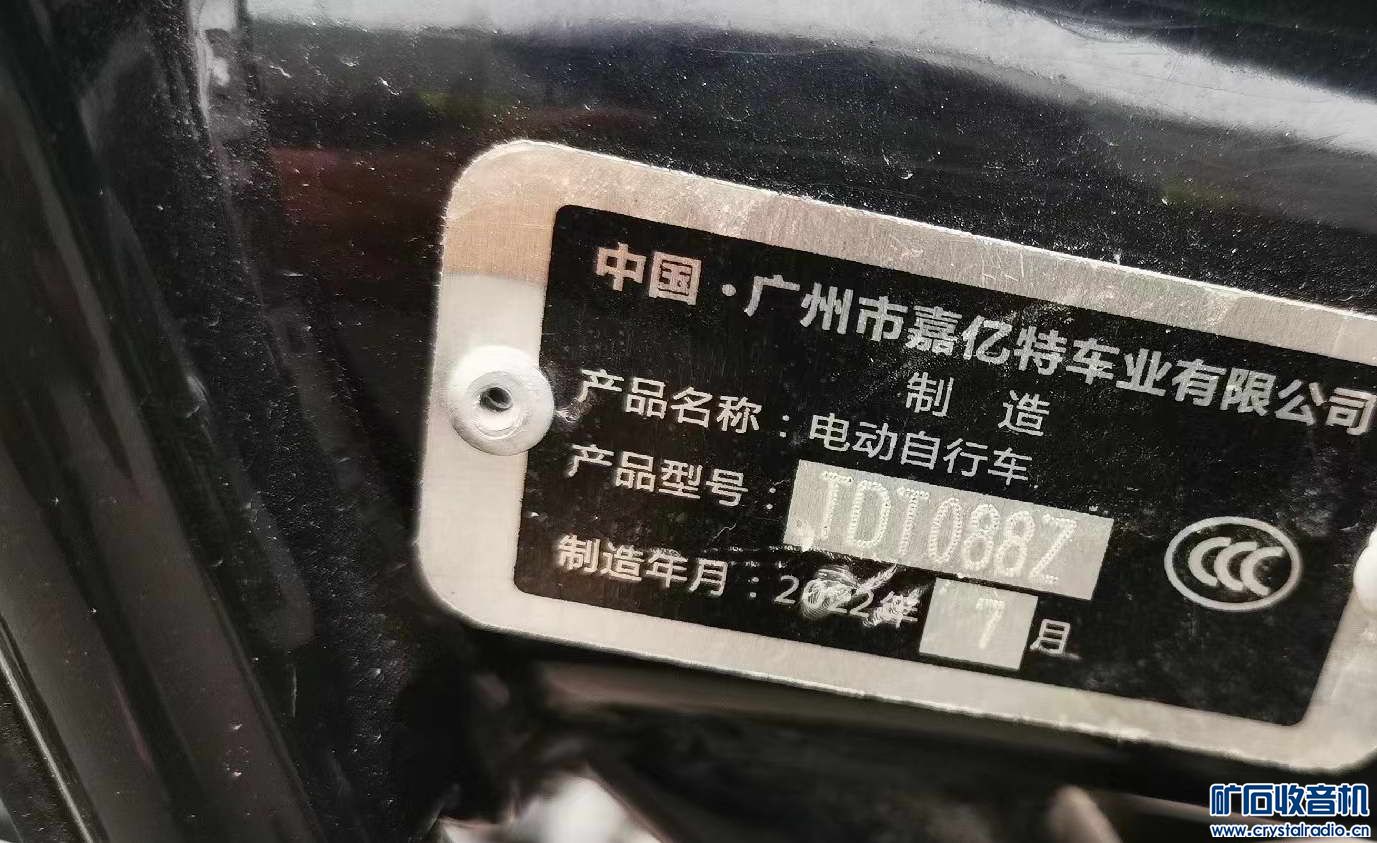 中国·广州市嘉亿特车业有限公司
制 造
产品名称：电动自行车
产品型号：TDT088Z
制造年月：2022年 7 月
CCC
矿石收音机
www.crystalradio.cn